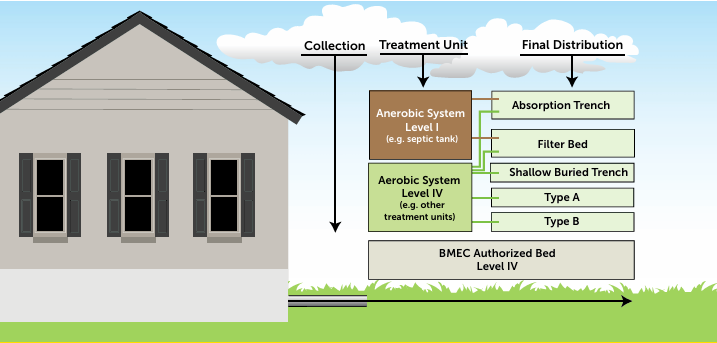 Collection
Treatment Unit
Final Distribution
Anerobic System
Level I
(e.g. septic tank)
Aerobic System
Level IV
(e.g. other
treatment units)
Absorption Trench
Filter Bed
Shallow Buried Trench
Type A
Type B
BMEC Authorized Bed
Level IV